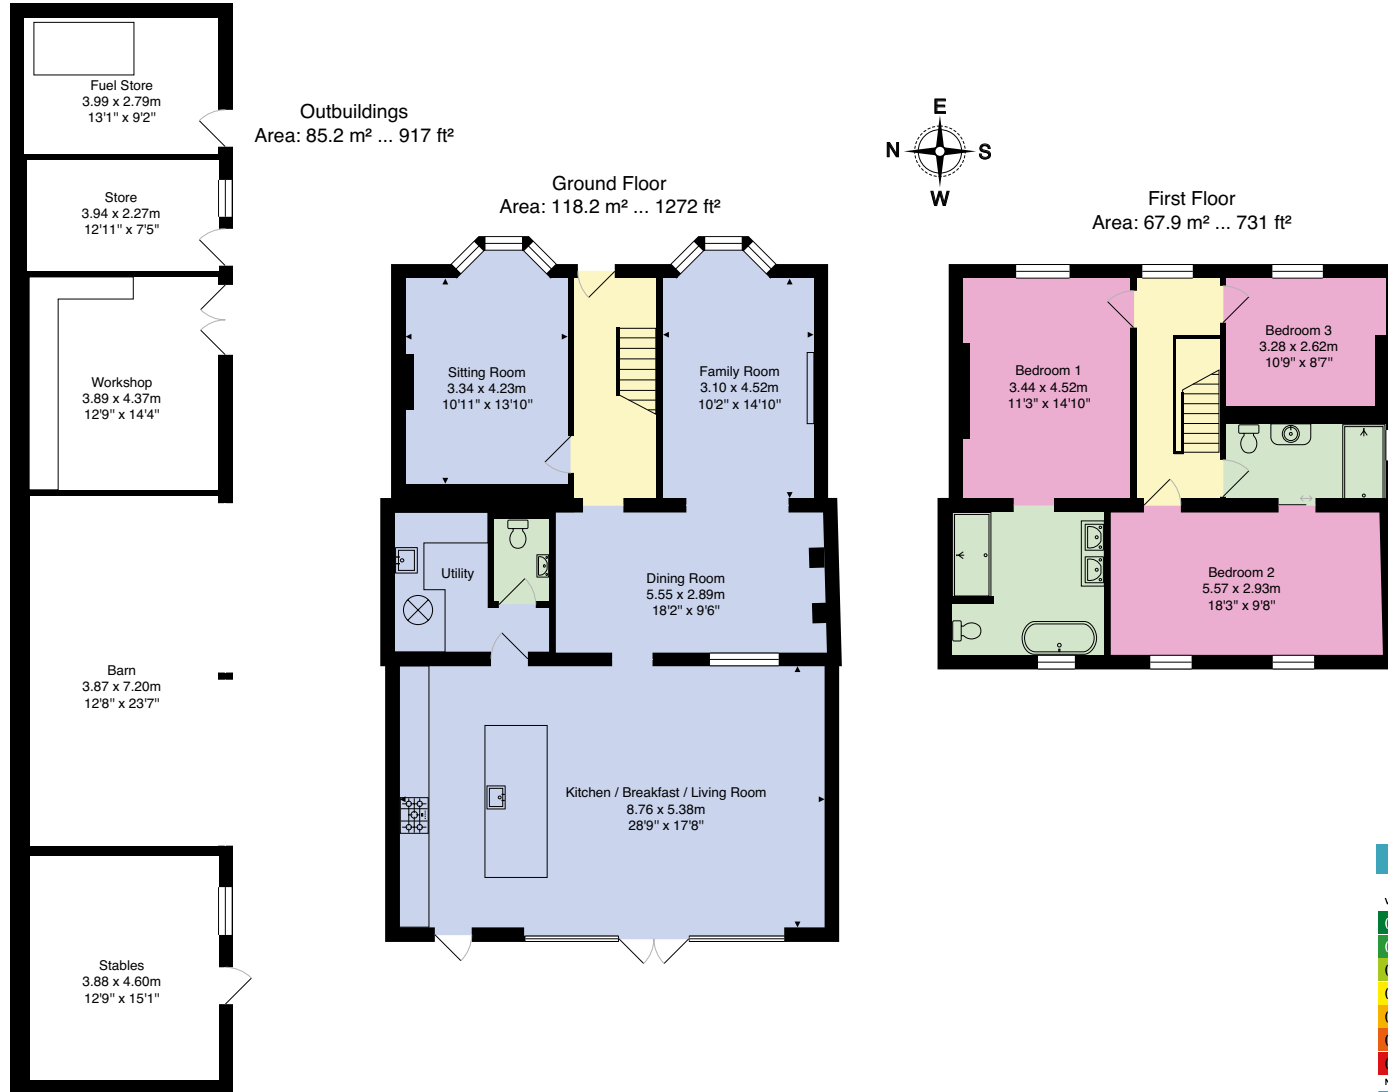 Fuel Store
3.99 x 2.79m
13'1" x 9'2"
Outbuildings
Area: 85.2 m² ... 917 ft²
Store
3.94 x 2.27m
12'11" x 7'5"
Workshop
3.89 x 4.37m
12'9" x 14'4"
Barn
3.87 x 7.20m
12'8" x 23'7"
Stables
3.88 x 4.60m
12'9" x 15'1"
Ground Floor
Area: 118.2 m² ... 1272 ft²
Sitting Room
3.34 x 4.23m
10'11" x 13'10"
Family Room
3.10 x 4.52m
10'2" x 14'10"
Utility
Dining Room
5.55 x 2.89m
18'2" x 9'6"
Kitchen / Breakfast / Living Room
8.76 x 5.38m
28'9" x 17'8"
E
N S
W
First Floor
Area: 67.9 m² ... 731 ft²
Bedroom 1
3.44 x 4.52m
11'3" x 14'10"
Bedroom 3
3.28 x 2.62m
10'9" x 8'7"
Bedroom 2
5.57 x 2.93m
18'3" x 9'8"